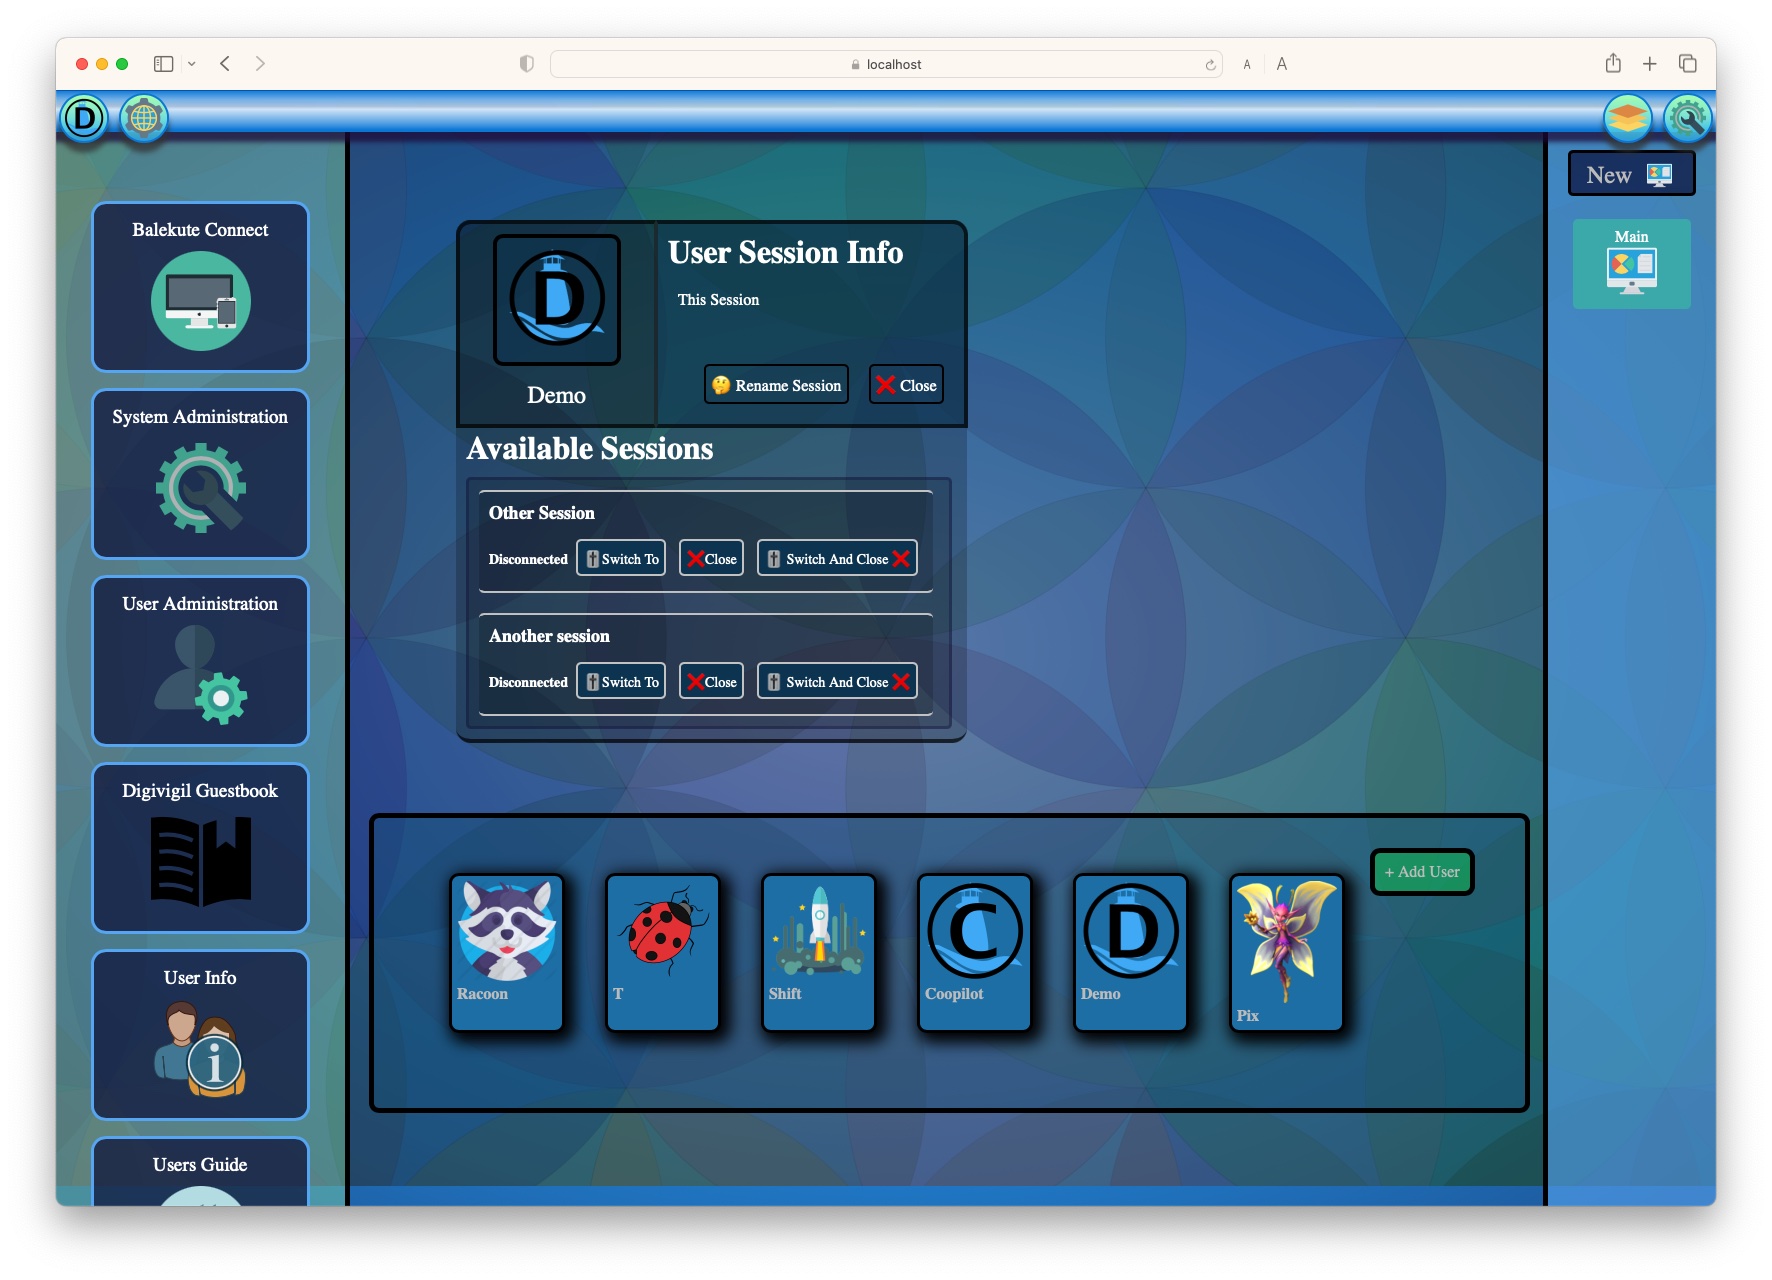 localhost
A A
D
New
Main
Balekute Connect
System Administration
User Administration
Digivigil Guestbook
User Info
i
Users Guide
D
Demo
User Session Info
This Session
Rename Session
Close
Available Sessions
Other Session
Disconnected Switch To Close Switch And Close
Another session
Disconnected Switch To Close Switch And Close
+ Add User
Racoon
T
Shift
C
Coopilot
D
Demo
Pix